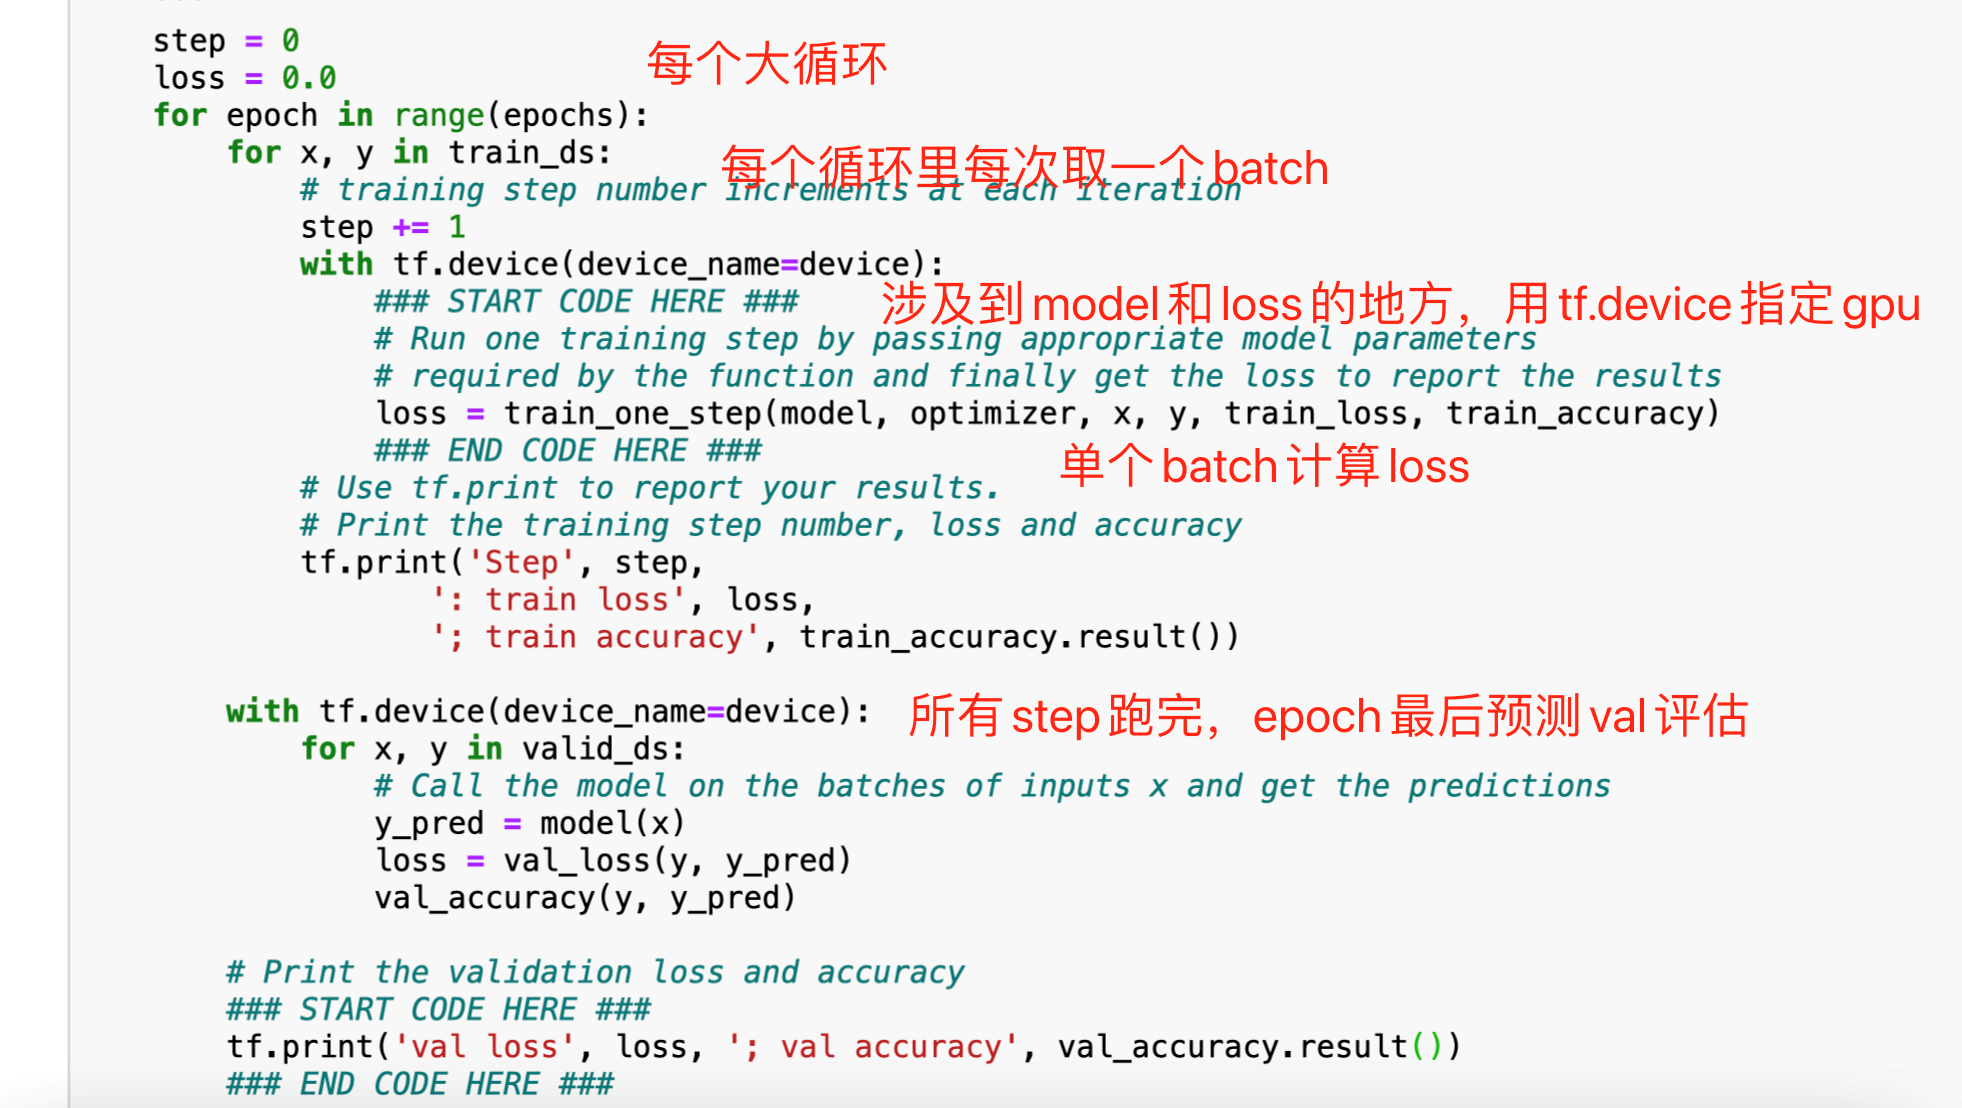 step = 0
每个大循环
loss = 0.0
for epoch in range(epochs):
for x, y in train_ds:
每个循环里每次取一个batch
# training step number increments at each iteration
step += 1
with tf.device(device_name=device):
### START CODE HERE ###
涉及到model和loss的地方，用tf.device指定gpu
# Run one training step by passing appropriate model parameters
# required by the function and finally get the loss to report the results
loss = train_one_step(model, optimizer, x, y, train_loss, train_accuracy)
### END CODE HERE ###
单个batch计算loss
# Use tf.print to report your results.
# Print the training step number, loss and accuracy
tf.print('Step', step,
': train loss', loss,
'; train accuracy', train_accuracy.result())
with tf.device(device_name=device):
所有step跑完，epoch最后预测val评估
for x, y in valid_ds:
# Call the model on the batches of inputs x and get the predictions
y_pred = model(x)
loss = val_loss(y, y_pred)
val_accuracy(y, y_pred)
# Print the validation loss and accuracy
### START CODE HERE ###
tf.print('val loss', loss, '; val accuracy', val_accuracy.result())
### END CODE HERE ###